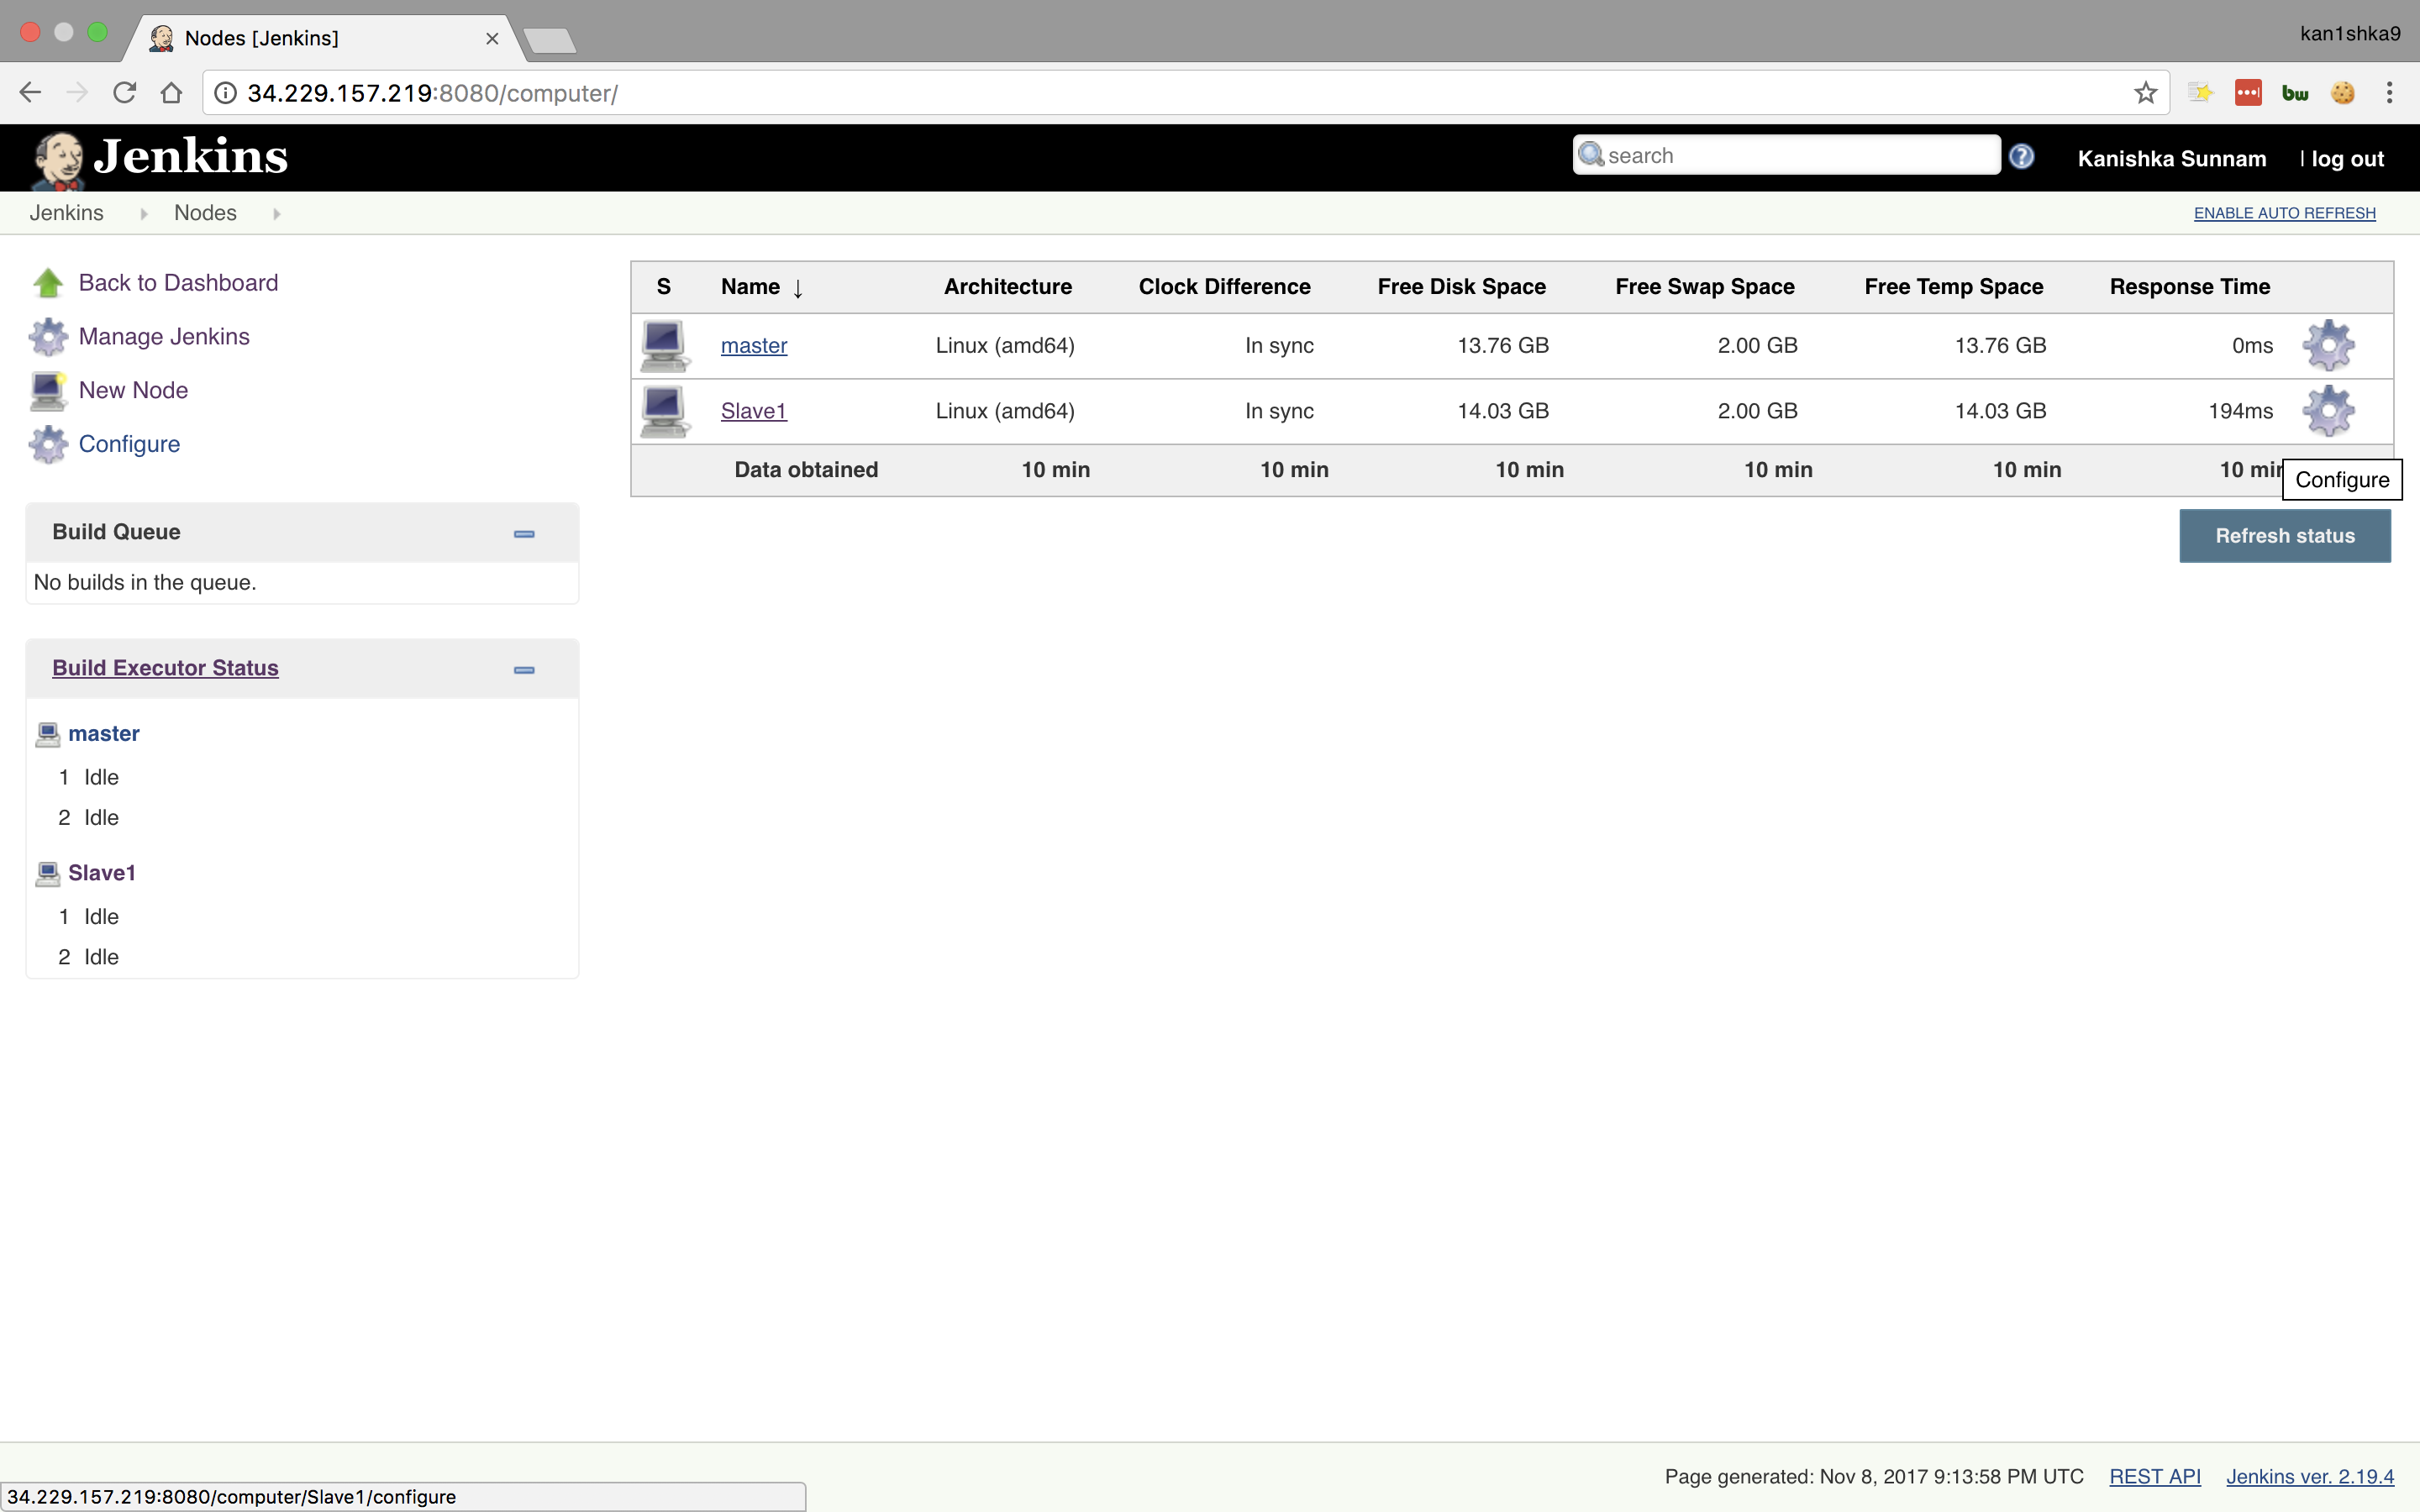 Nodes [Jenkins]
kan1shka9
34.229.157.219:8080/computer/
bw
Jenkins
search
Kanishka Sunnam | log out
Jenkins Nodes
ENABLE AUTO REFRESH
Back to Dashboard
Manage Jenkins
New Node
Configure
S Name ↓ Architecture Clock Difference Free Disk Space Free Swap Space Free Temp Space Response Time
master Linux (amd64) In sync 13.76 GB 2.00 GB 13.76 GB 0ms
Slave1 Linux (amd64) In sync 14.03 GB 2.00 GB 14.03 GB 194ms
Data obtained 10 min 10 min 10 min 10 min 10 min 10 min
Configure
Refresh status
Build Queue
No builds in the queue.
Build Executor Status
master
1 Idle
2 Idle
Slave1
1 Idle
2 Idle
Page generated: Nov 8, 2017 9:13:58 PM UTC REST API Jenkins ver. 2.19.4
34.229.157.219:8080/computer/Slave1/configure